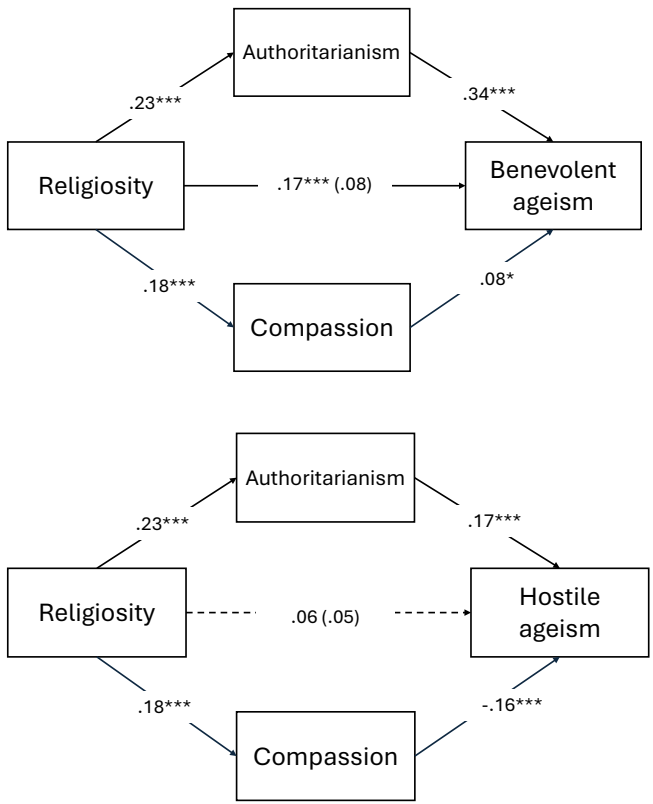 Authoritarianism
.23***
.34***
Religiosity
.17*** (.08)
Benevolent
ageism
.18***
.08*
Compassion
Authoritarianism
.23***
.17***
Religiosity
.06 (.05)
Hostile
ageism
.18***
-.16***
Compassion